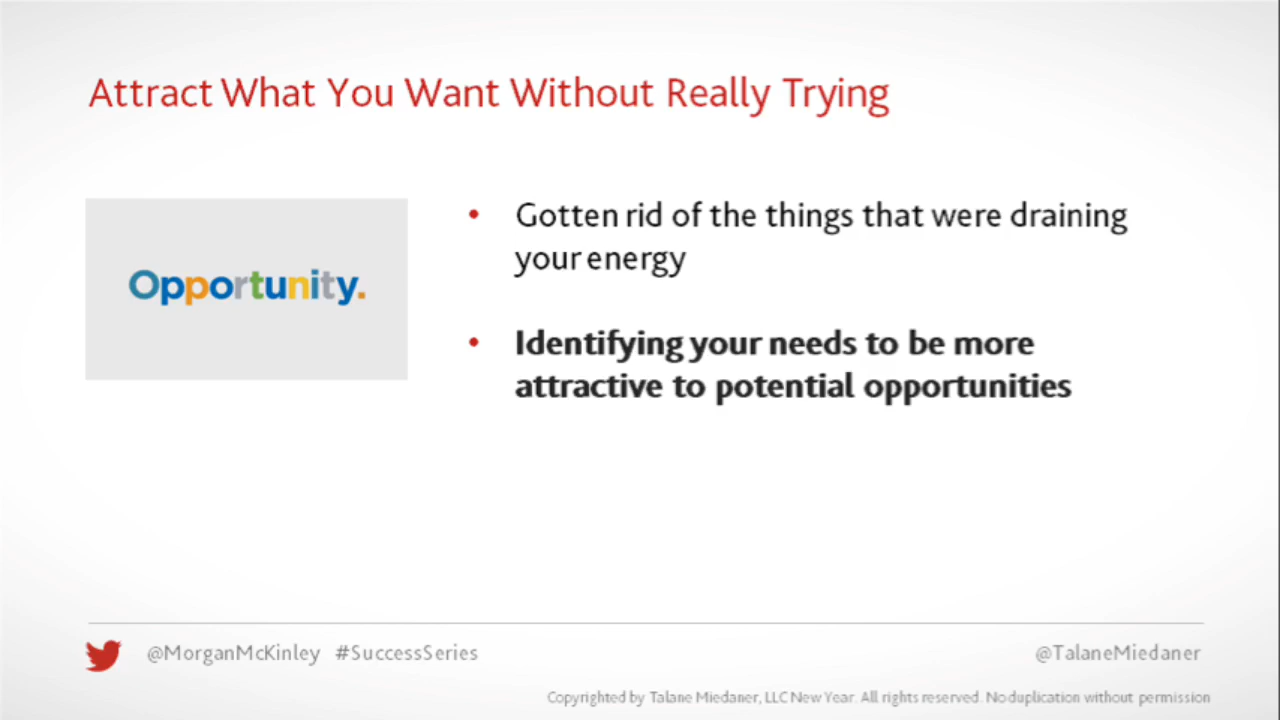 Attract What You Want Without Really Trying
Opportunity.
• Gotten rid of the things that were draining
your energy
• Identifying your needs to be more
attractive to potential opportunities
@MorganMcKinley #SuccessSeries
@TalaneMiedaner
Copyrighted by Talane Miedaner, LLC New Year. All rights reserved. No duplication without permission